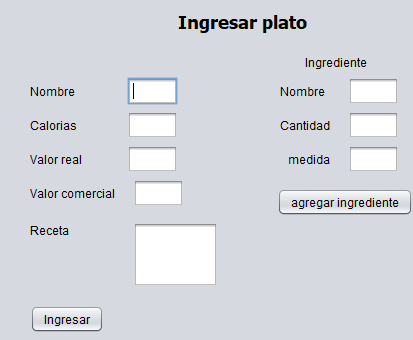 Ingresar plato
Ingrediente
Nombre
Nombre
Calorias
Cantidad
Valor real
medida
Valor comercial
agregar ingrediente
Receta
Ingresar